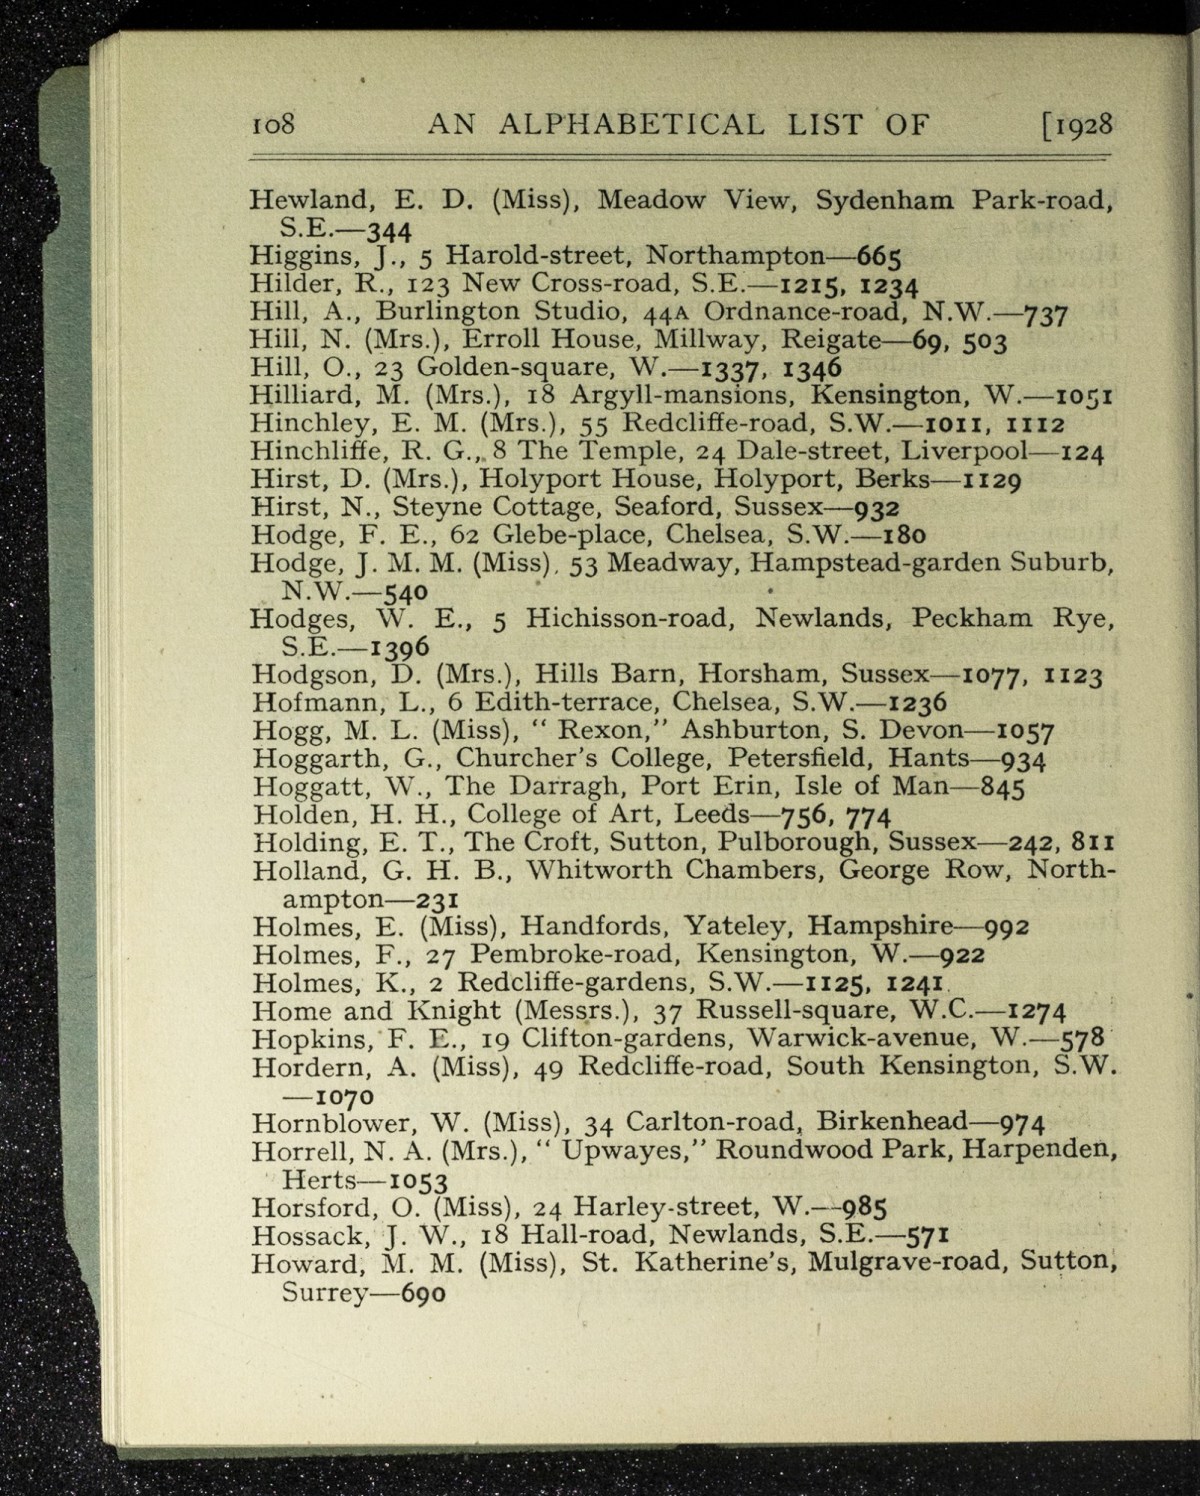 108 AN ALPHABETICAL LIST OF [1928
Hewland, E. D. (Miss), Meadow View, Sydenham Park-road,
S.E.—344
Higgins, J., 5 Harold-street, Northampton—665
Hilder, R., 123 New Cross-road, S.E.—1215, 1234
Hill, A., Burlington Studio, 44A Ordnance-road, N.W.—737
Hill, N. (Mrs.), Erroll House, Millway, Reigate—69, 503
Hill, O., 23 Golden-square, W.—1337, 1346
Hilliard, M. (Mrs.), 18 Argyll-mansions, Kensington, W.—1051
Hinchley, E. M. (Mrs.), 55 Redcliffe-road, S.W.—1011, 1112
Hinchliffe, R. G., 8 The Temple, 24 Dale-street, Liverpool—124
Hirst, D. (Mrs.), Holyport House, Holyport, Berks—1129
Hirst, N., Steyne Cottage, Seaford, Sussex—932
Hodge, F. E., 62 Glebe-place, Chelsea, S.W.—180
Hodge, J. M. M. (Miss), 53 Meadway, Hampstead-garden Suburb,
N.W.—540
Hodges, W. E., 5 Hichisson-road, Newlands, Peckham Rye,
S.E.—1396
Hodgson, D. (Mrs.), Hills Barn, Horsham, Sussex—1077, 1123
Hofmann, L., 6 Edith-terrace, Chelsea, S.W.—1236
Hogg, M. L. (Miss), “ Rexon,” Ashburton, S. Devon—1057
Hoggarth, G., Churcher’s College, Petersfield, Hants—934
Hoggatt, W., The Darragh, Port Erin, Isle of Man—845
Holden, H. H., College of Art, Leeds—756, 774
Holding, E. T., The Croft, Sutton, Pulborough, Sussex—242, 811
Holland, G. H. B., Whitworth Chambers, George Row, North-
ampton—231
Holmes, E. (Miss), Handfords, Yateley, Hampshire—992
Holmes, F., 27 Pembroke-road, Kensington, W.—922
Holmes, K., 2 Redcliffe-gardens, S.W.—1125, 1241
Home and Knight (Messrs.), 37 Russell-square, W.C.—1274
Hopkins, F. E., 19 Clifton-gardens, Warwick-avenue, W.—578
Hordern, A. (Miss), 49 Redcliffe-road, South Kensington, S.W.
—1070
Hornblower, W. (Miss), 34 Carlton-road, Birkenhead—974
Horrell, N. A. (Mrs.), “ Upwayes,” Roundwood Park, Harpenden,
Herts—1053
Horsford, O. (Miss), 24 Harley-street, W.—985
Hossack, J. W., 18 Hall-road, Newlands, S.E.—571
Howard, M. M. (Miss), St. Katherine’s, Mulgrave-road, Sutton,
Surrey—690